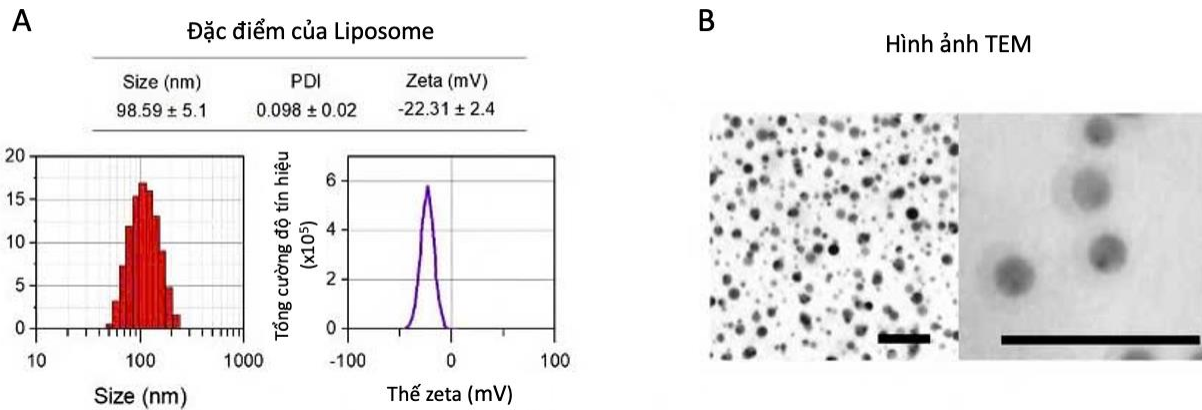 A
Đặc điểm của Liposome
Size (nm) PDI Zeta (mV)
98.59 ± 5.1 0.098 ± 0.02 -22.31 ± 2.4
20
15
10
5
0
10 100 1000
Size (nm)
Tổng cường độ tín hiệu
(x10⁵)
6
4
2
0
-100 0 100
Thế zeta (mV)
B
Hình ảnh TEM